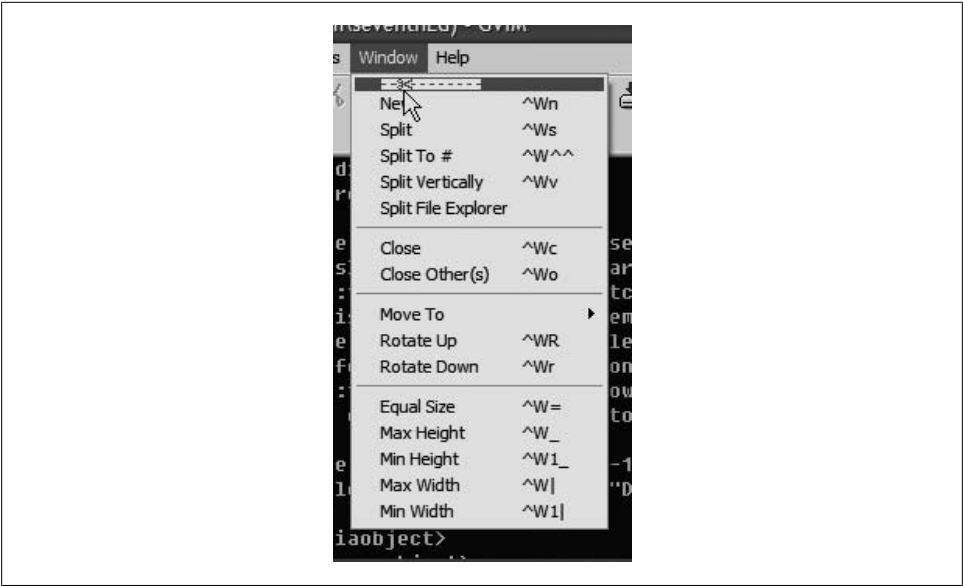 Window Help
New ^Wn
Split ^Ws
Split To # ^W^^
Split Vertically ^Wv
Split File Explorer
Close ^Wc
Close Other(s) ^Wo
Move To
Rotate Up ^WR
Rotate Down ^Wr
Equal Size ^W=
Max Height ^W_
Min Height ^W1_
Max Width ^W|
Min Width ^W1|
iaobject>